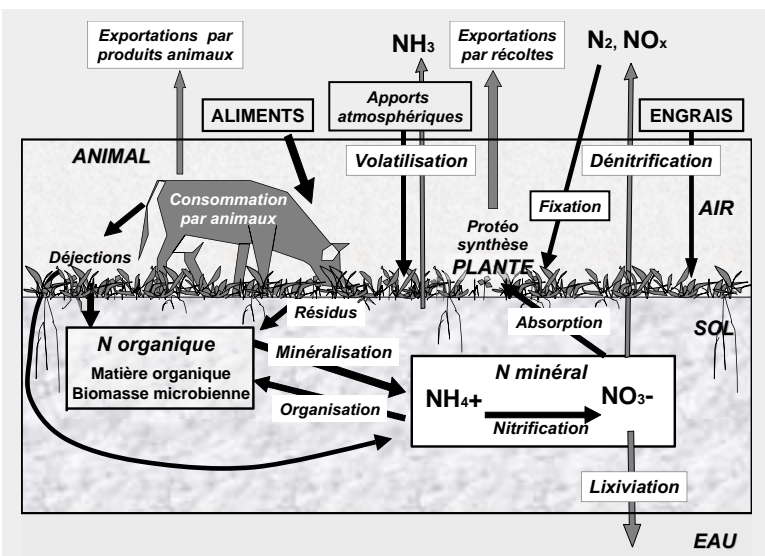 Exportations par
produits animaux
NH3
Exportations
par récoltes
N2, NOx
ALIMENTS
Apports
atmosphériques
ENGRAIS
ANIMAL
Volatilisation
Dénitrification
Consommation
par animaux
Fixation
AIR
Protéo
synthèse
Déjections
PLANTE
Résidus
Absorption
SOL
N organique
Matière organique
Biomasse microbienne
Minéralisation
N minéral
NH4+
NO3-
Organisation
Nitrification
Lixiviation
EAU